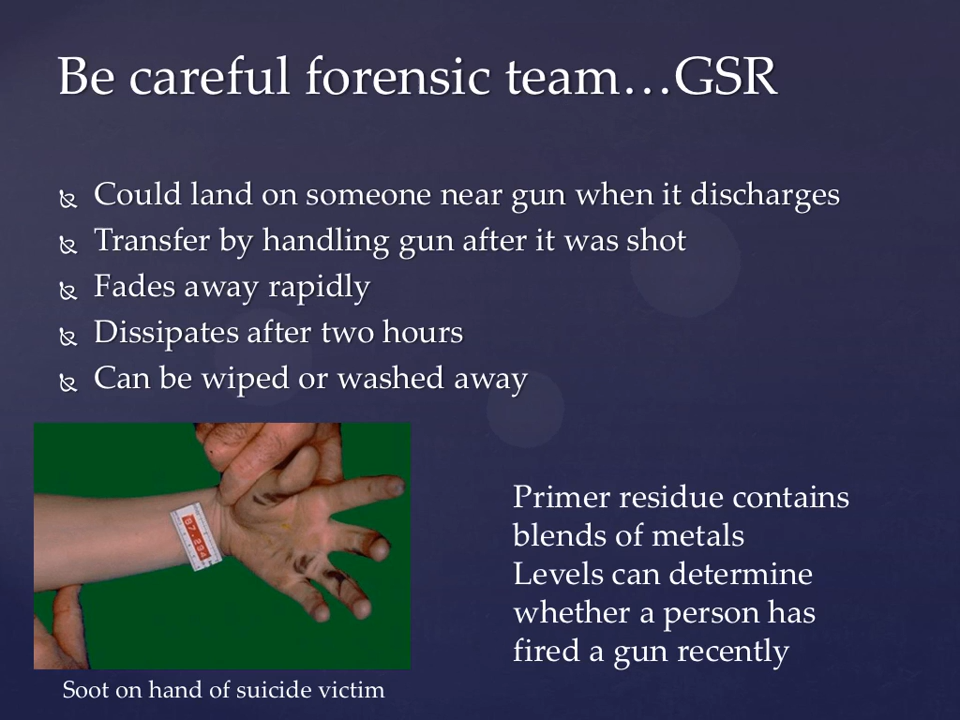 Be careful forensic team…GSR
Could land on someone near gun when it discharges
Transfer by handling gun after it was shot
Fades away rapidly
Dissipates after two hours
Can be wiped or washed away
97.294
Primer residue contains
blends of metals
Levels can determine
whether a person has
fired a gun recently
Soot on hand of suicide victim